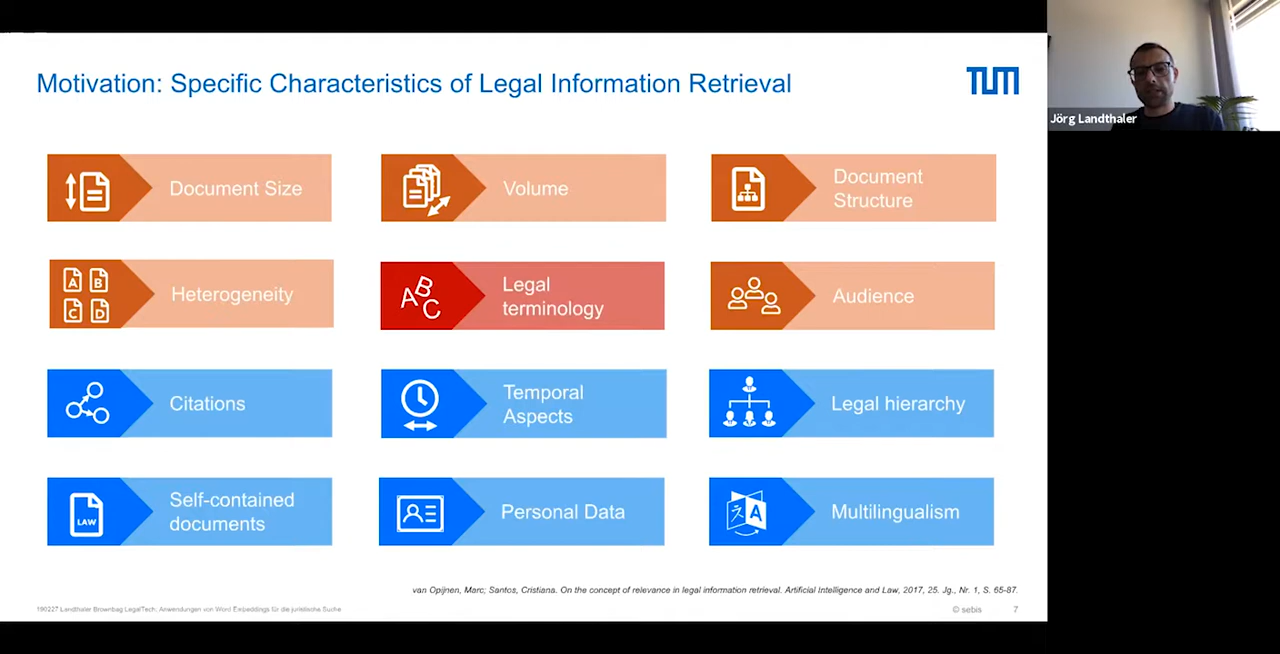 Motivation: Specific Characteristics of Legal Information Retrieval
TUM
Jörg Landthaler
Document Size
Volume
Document
Structure
A B
C D
Heterogeneity
ABC
Legal
terminology
Audience
Citations
Temporal
Aspects
Legal hierarchy
LAW
Self-contained
documents
Personal Data
A
Multilingualism
van Opijnen, Marc; Santos, Cristiana. On the concept of relevance in legal information retrieval. Artificial Intelligence and Law, 2017, 25. Jg., Nr. 1, S. 65-87.
190227 Landthaler Brownbag LegalTech, Anwendungen von Word Embeddings für die juristische Suche
© sebis
7